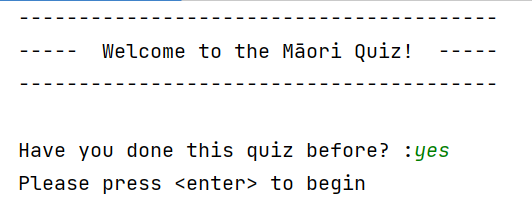 ----------------------------------------
-----  Welcome to the Māori Quiz!  -----
----------------------------------------
Have you done this quiz before? :yes
Please press <enter> to begin